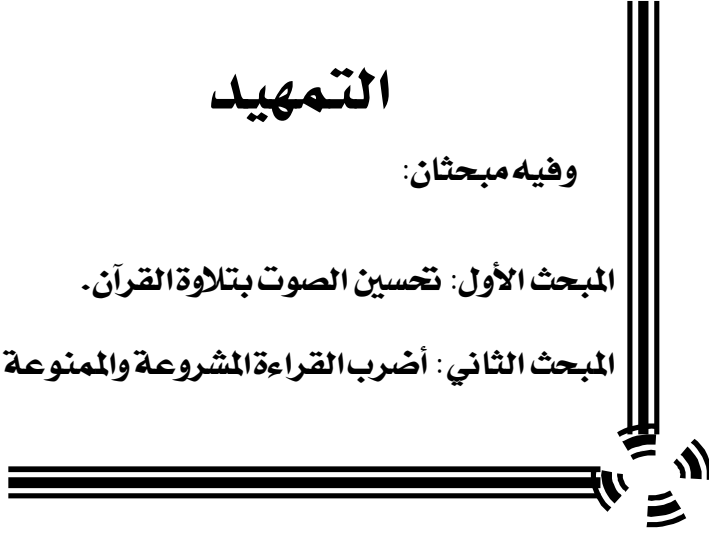 التمهيد
وفيه مبحثان:
المبحث الأول: تحسين الصوت بتلاوة القرآن.
المبحث الثاني: أضرب القراءة المشروعة والممنوعة